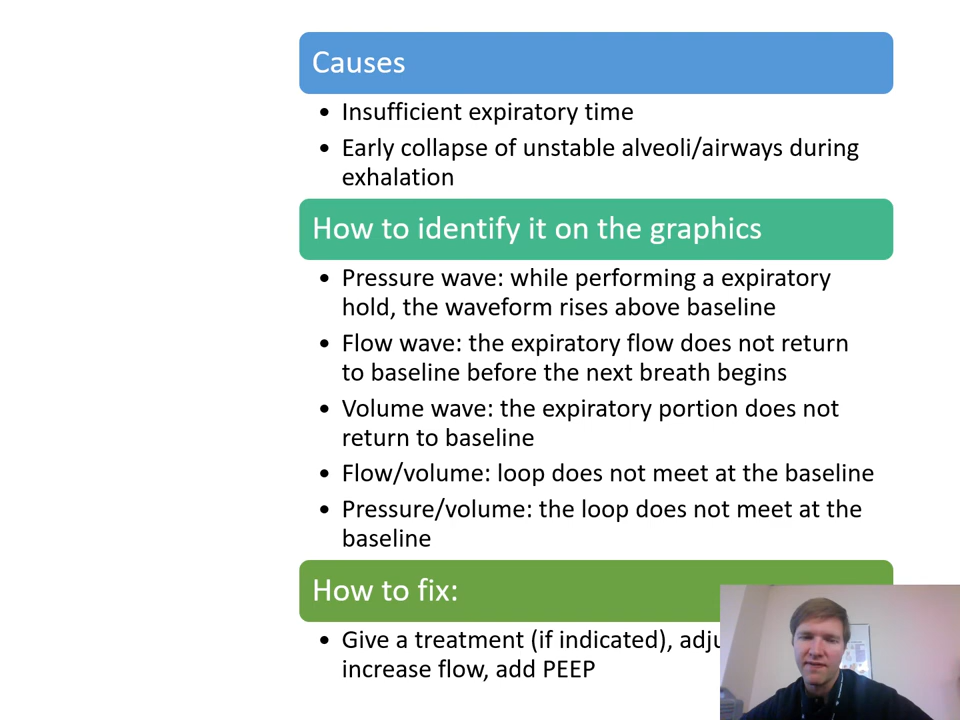 Causes
• Insufficient expiratory time
• Early collapse of unstable alveoli/airways during
exhalation
How to identify it on the graphics
• Pressure wave: while performing a expiratory
hold, the waveform rises above baseline
• Flow wave: the expiratory flow does not return
to baseline before the next breath begins
• Volume wave: the expiratory portion does not
return to baseline
• Flow/volume: loop does not meet at the baseline
• Pressure/volume: the loop does not meet at the
baseline
How to fix:
• Give a treatment (if indicated),
increase flow, add PEEP